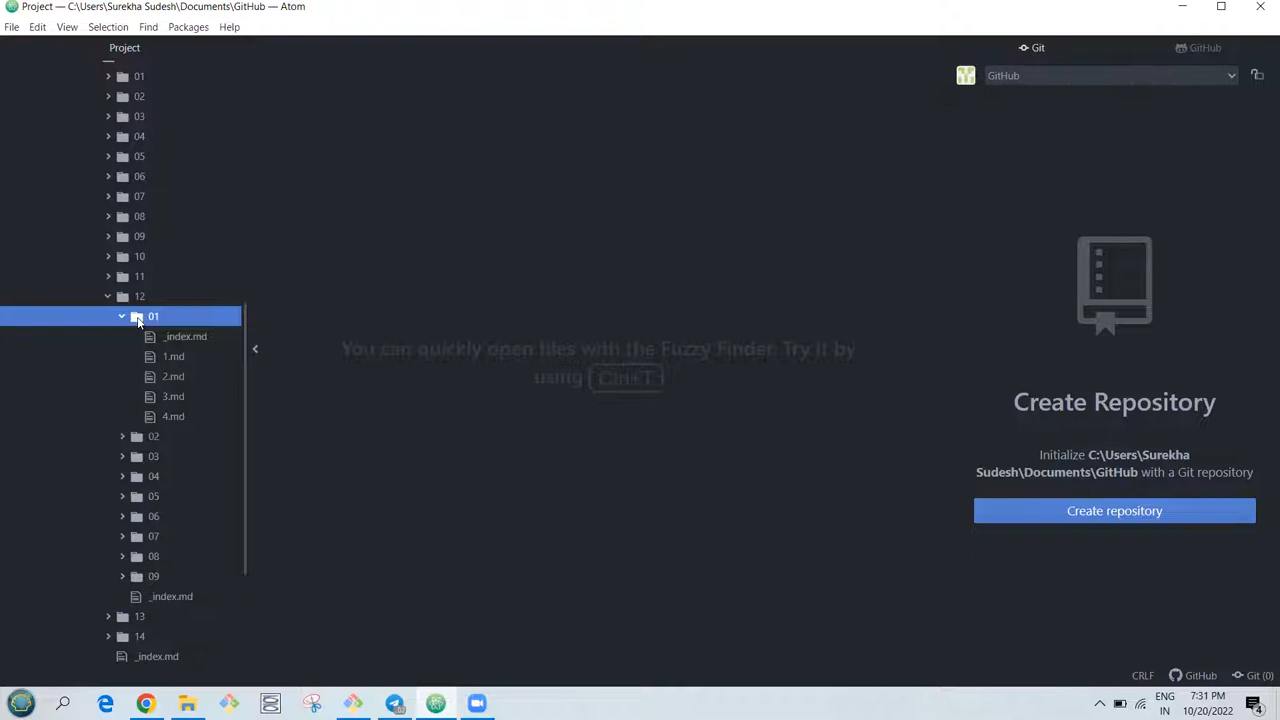 Project — C:\Users\Surekha Sudesh\Documents\GitHub — Atom
File Edit View Selection Find Packages Help
Project
01
02
03
04
05
06
07
08
09
10
11
12
01
_index.md
1.md
2.md
3.md
4.md
02
03
04
05
06
07
08
09
_index.md
13
14
_index.md
You can quickly open files with the Fuzzy Finder. Try it by
using Ctrl+T
Git GitHub
GitHub
Create Repository
Initialize C:\Users\Surekha
Sudesh\Documents\GitHub with a Git repository
Create repository
CRLF GitHub Git (0)
02
ENG
IN
7:31 PM
10/20/2022
4